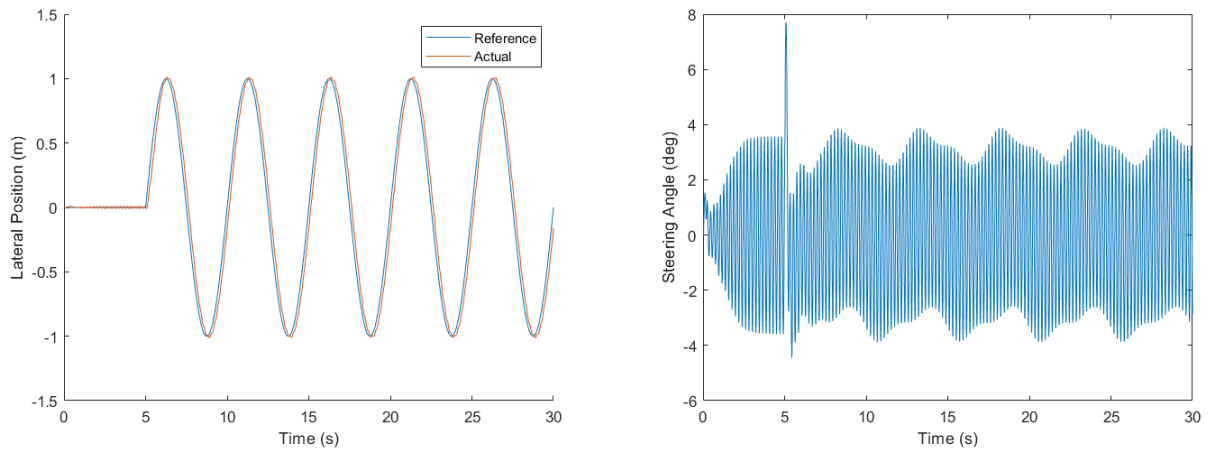 1.5
1
0.5
0
-0.5
-1
-1.5
0 5 10 15 20 25 30
Lateral Position (m)
Time (s)
Reference
Actual
8
6
4
2
0
-2
-4
-6
0 5 10 15 20 25 30
Steering Angle (deg)
Time (s)